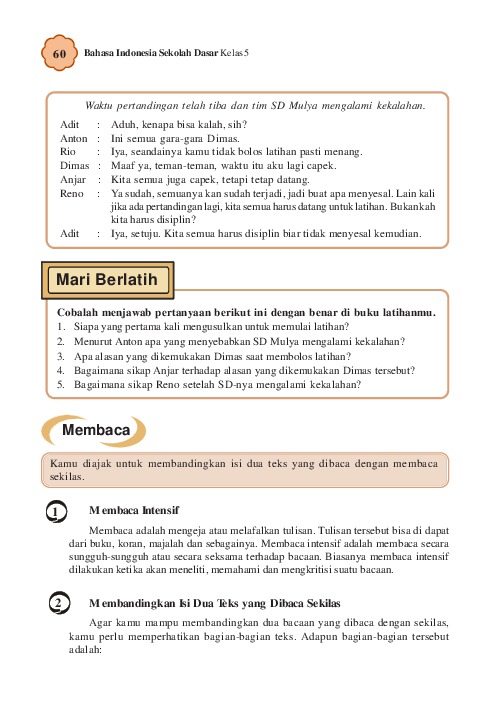 60 Bahasa Indonesia Sekolah Dasar Kelas 5
Waktu pertandingan telah tiba dan tim SD Mulya mengalami kekalahan.
Adit : Aduh, kenapa bisa kalah, sih?
Anton : Ini semua gara-gara Dimas.
Rio : Iya, seandainya kamu tidak bolos latihan pasti menang.
Dimas : Maaf ya, teman-teman, waktu itu aku lagi capek.
Anjar : Kita semua juga capek, tetapi tetap datang.
Reno : Ya sudah, semuanya kan sudah terjadi, jadi buat apa menyesal. Lain kali
jika ada pertandingan lagi, kita semua harus datang untuk latihan. Bukankah
kita harus disiplin?
Adit : Iya, setuju. Kita semua harus disiplin biar tidak menyesal kemudian.
Mari Berlatih
Cobalah menjawab pertanyaan berikut ini dengan benar di buku latihanmu.
1. Siapa yang pertama kali mengusulkan untuk memulai latihan?
2. Menurut Anton apa yang menyebabkan SD Mulya mengalami kekalahan?
3. Apa alasan yang dikemukakan Dimas saat membolos latihan?
4. Bagaimana sikap Anjar terhadap alasan yang dikemukakan Dimas tersebut?
5. Bagaimana sikap Reno setelah SD-nya mengalami kekalahan?
Membaca
Kamu diajak untuk membandingkan isi dua teks yang dibaca dengan membaca
sekilas.
1 Membaca Intensif
Membaca adalah mengeja atau melafalkan tulisan. Tulisan tersebut bisa di dapat
dari buku, koran, majalah dan sebagainya. Membaca intensif adalah membaca secara
sungguh-sungguh atau secara seksama terhadap bacaan. Biasanya membaca intensif
dilakukan ketika akan meneliti, memahami dan mengkritisi suatu bacaan.
2 Membandingkan Isi Dua Teks yang Dibaca Sekilas
Agar kamu mampu membandingkan dua bacaan yang dibaca dengan sekilas,
kamu perlu memperhatikan bagian-bagian teks. Adapun bagian-bagian tersebut
adalah: